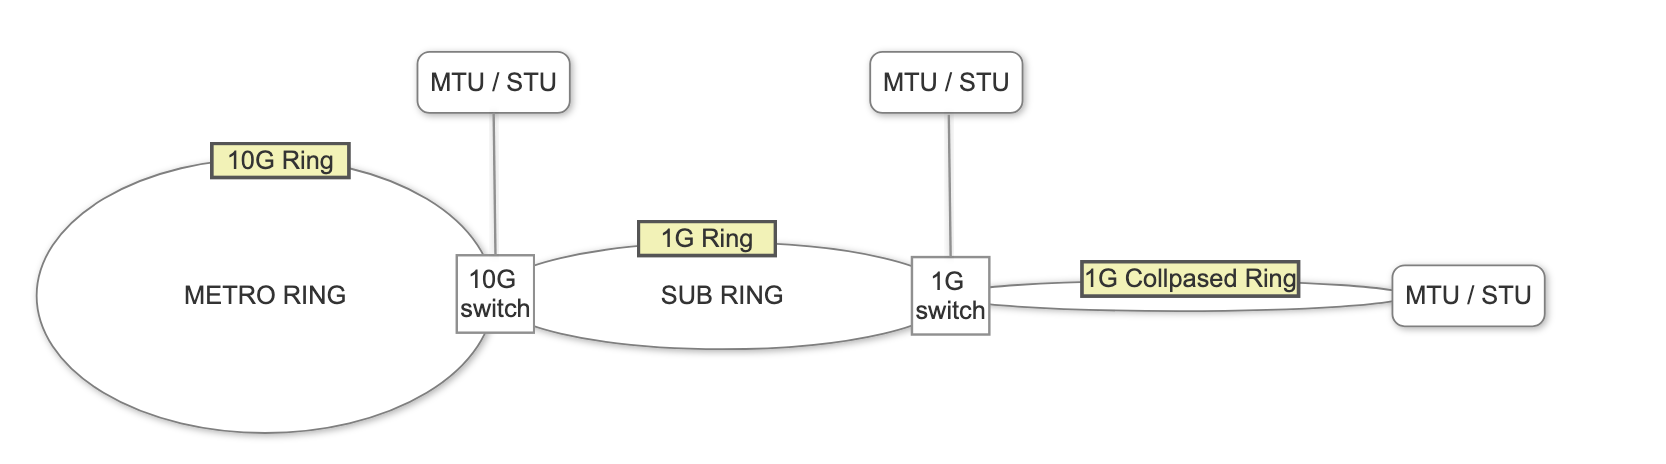 MTU / STU
MTU / STU
10G Ring
1G Ring
10G
switch
METRO RING
SUB RING
1G
switch
1G Collpased Ring
MTU / STU